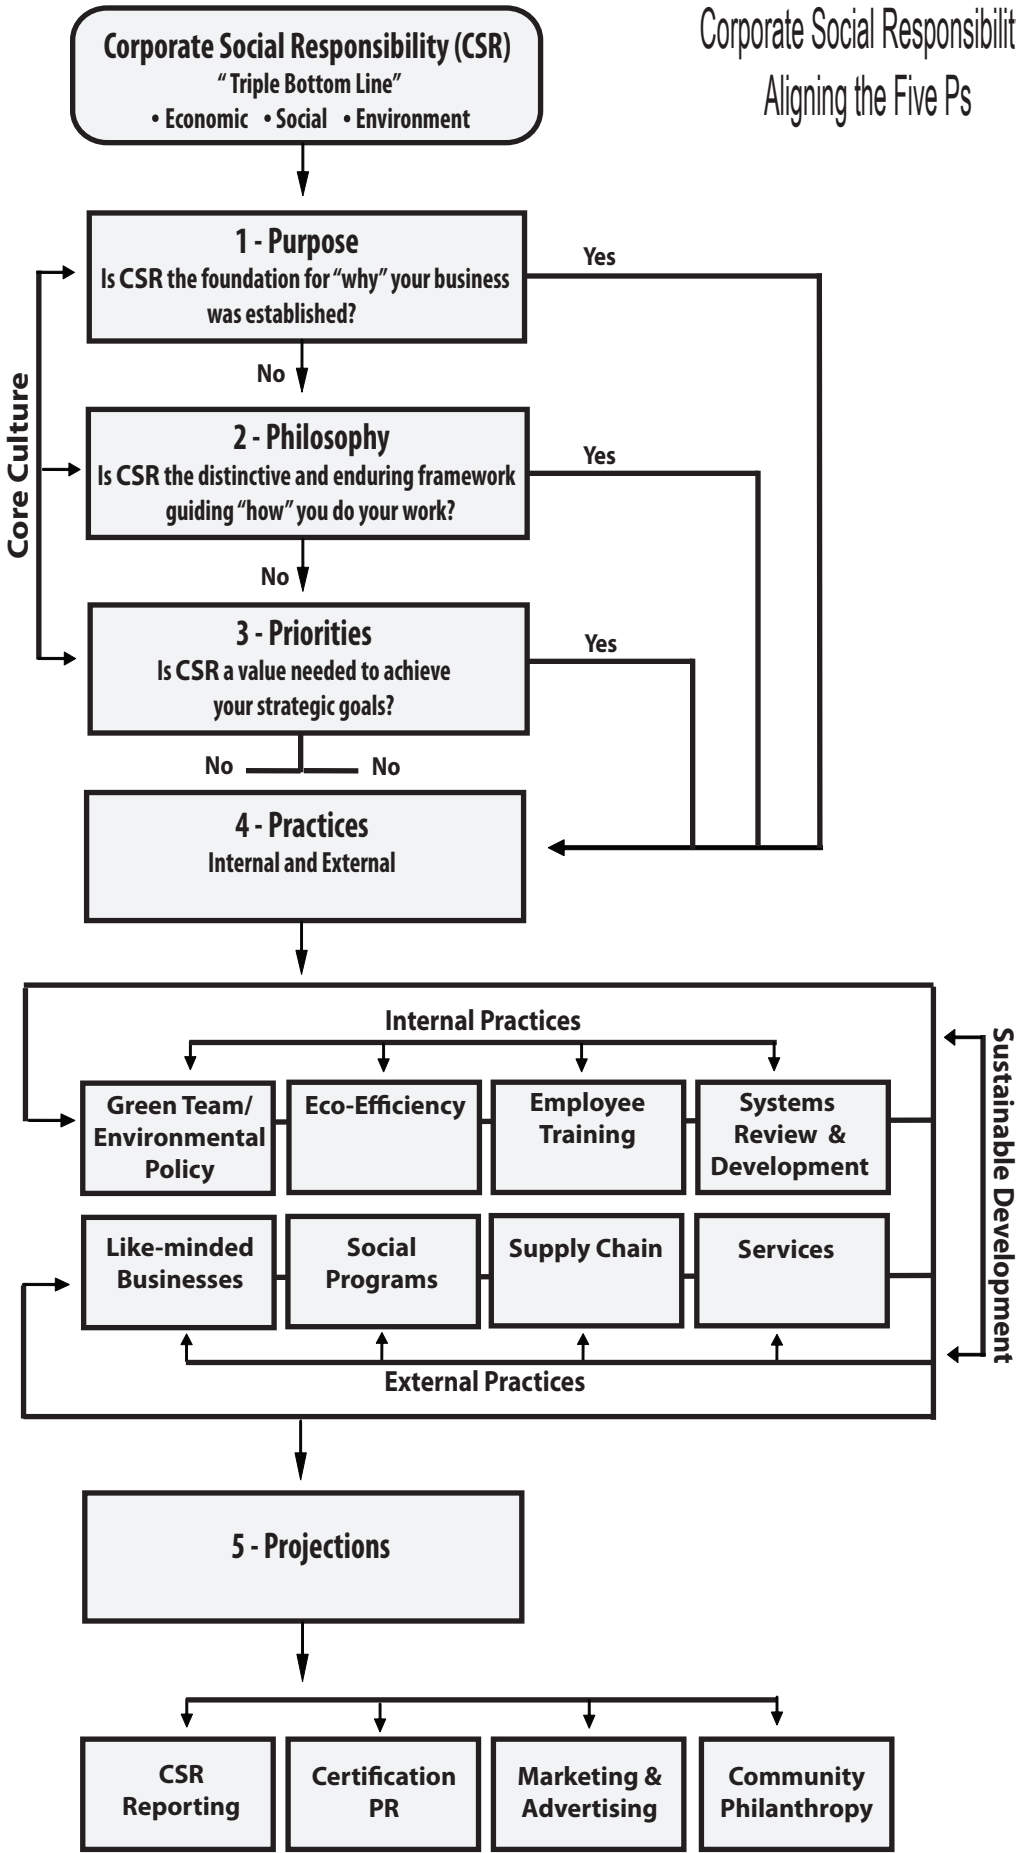 Corporate Social Responsibilit
Aligning the Five Ps
Corporate Social Responsibility (CSR)
“ Triple Bottom Line”
• Economic • Social • Environment
1 - Purpose
Is CSR the foundation for “why” your business
was established?
Yes
No
2 - Philosophy
Is CSR the distinctive and enduring framework
guiding “how” you do your work?
Yes
No
3 - Priorities
Is CSR a value needed to achieve
your strategic goals?
Yes
No
No
Core Culture
4 - Practices
Internal and External
Internal Practices
Green Team/
Environmental
Policy
Eco-Efficiency
Employee
Training
Systems
Review &
Development
Like-minded
Businesses
Social
Programs
Supply Chain
Services
External Practices
Sustainable Development
5 - Projections
CSR
Reporting
Certification
PR
Marketing &
Advertising
Community
Philanthropy